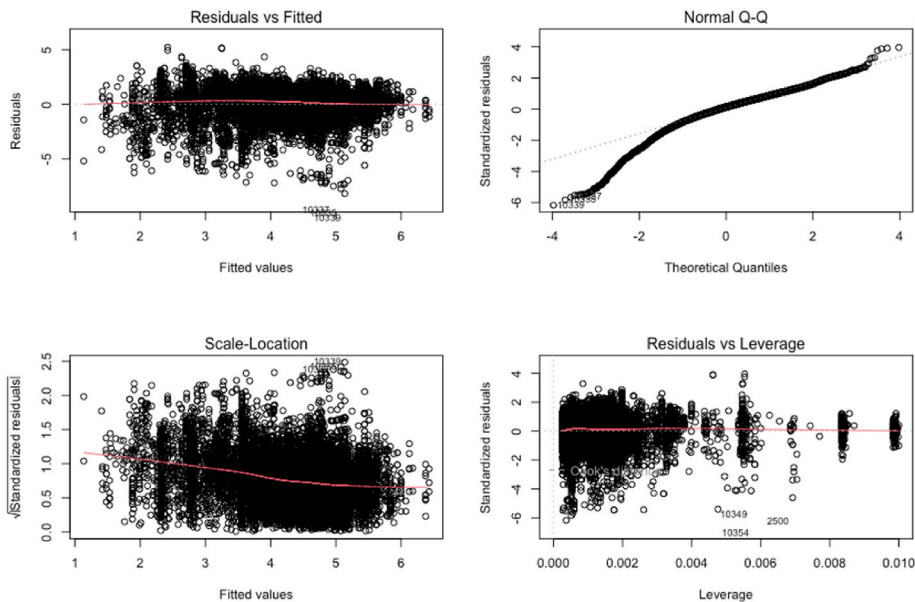 Residuals vs Fitted
Residuals
5
0
-5
10337
10339
1 2 3 4 5 6
Fitted values
Normal Q-Q
Standardized residuals
4
2
0
-2
-4
-6
10339
-4 -2 0 2 4
Theoretical Quantiles
Scale-Location
√|Standardized residuals|
2.5
2.0
1.5
1.0
0.5
0.0
10339
1 2 3 4 5 6
Fitted values
Residuals vs Leverage
Standardized residuals
4
2
0
-2
-4
-6
Cook's
10349
2500
10354
0.000 0.002 0.004 0.006 0.008 0.010
Leverage